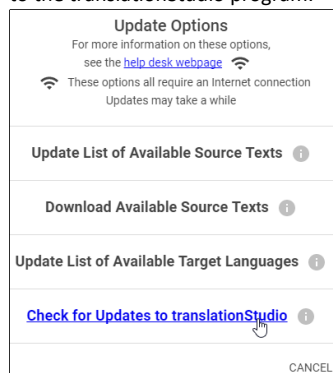 to the translationStudio program.
Update Options
For more information on these options,
see the help desk webpage
These options all require an Internet connection
Updates may take a while
Update List of Available Source Texts
Download Available Source Texts
Update List of Available Target Languages
Check for Updates to translationStudio
CANCEL